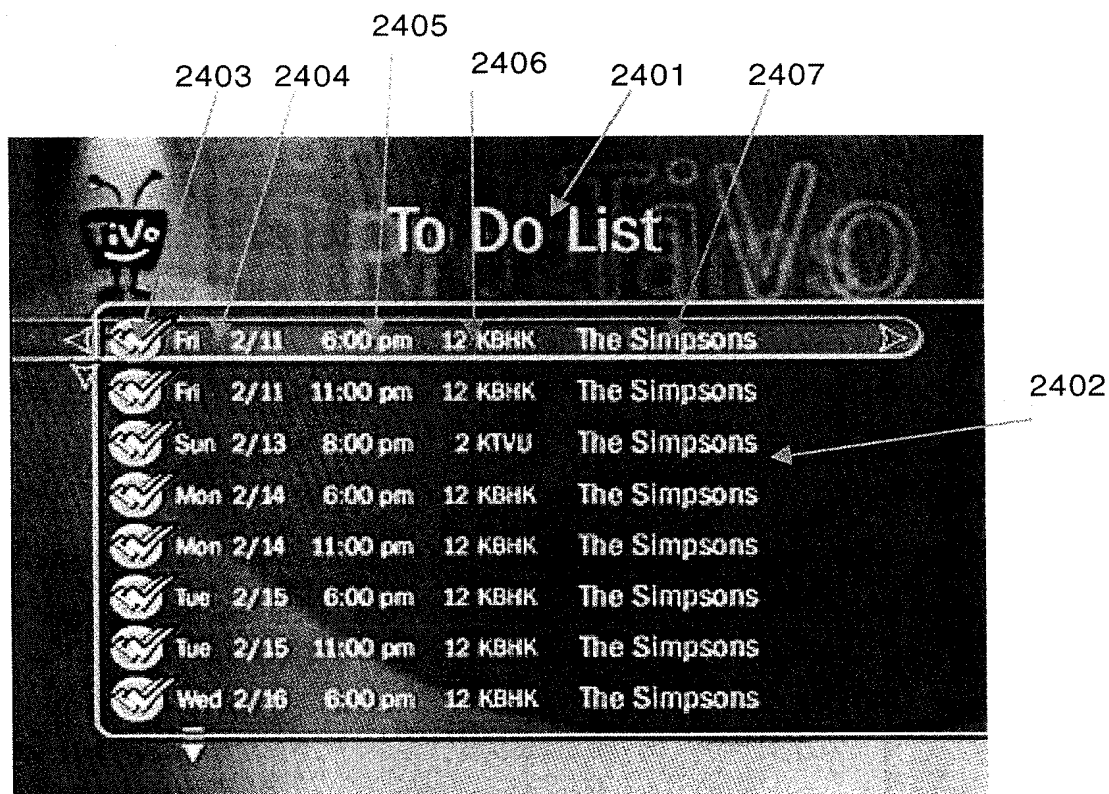 2405
2403 2404 2406 2401 2407
TiVo
TiVo
To Do List
Fri 2/11 6:00 pm 12 KBHK The Simpsons
Fri 2/11 11:00 pm 12 KBHK The Simpsons
2402
Sun 2/13 8:00 pm 2 KTVU The Simpsons
Mon 2/14 6:00 pm 12 KBHK The Simpsons
Mon 2/14 11:00 pm 12 KBHK The Simpsons
Tue 2/15 6:00 pm 12 KBHK The Simpsons
Tue 2/15 11:00 pm 12 KBHK The Simpsons
Wed 2/16 6:00 pm 12 KBHK The Simpsons